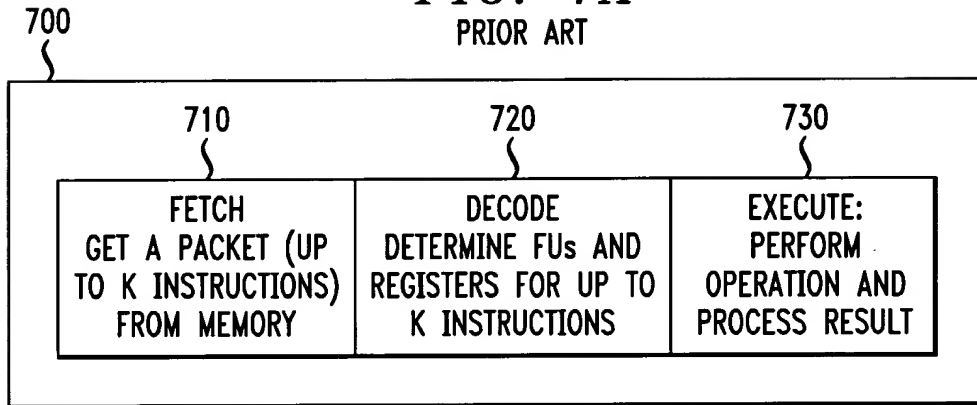 PRIOR ART
700
710
720
730
FETCH
GET A PACKET (UP
TO K INSTRUCTIONS)
FROM MEMORY
DECODE
DETERMINE FUs AND
REGISTERS FOR UP TO
K INSTRUCTIONS
EXECUTE:
PERFORM
OPERATION AND
PROCESS RESULT